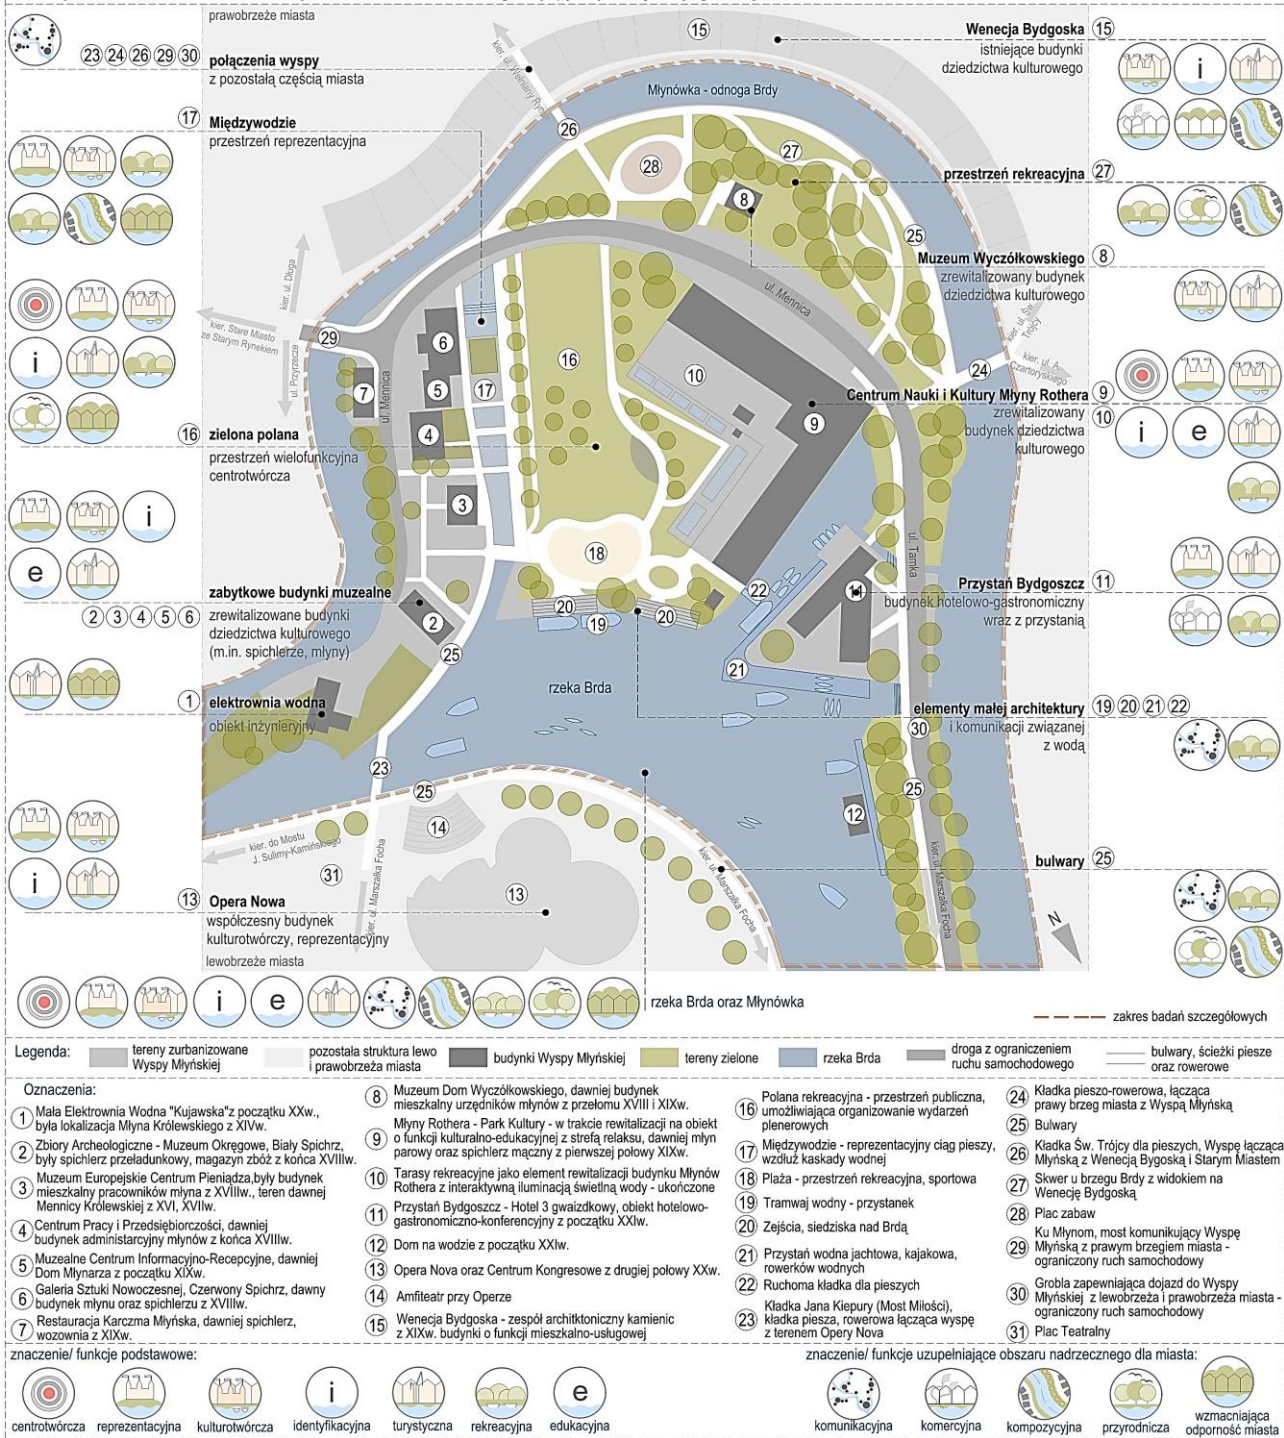 prawobrzeże miasta
23 24 26 29 30
połączenia wyspy
z pozostałą częścią miasta
17
Międzywodzie
przestrzeń reprezentacyjna
16
zielona polana
przestrzeń wielofunkcyjna
centrotwórcza
i
i
e
zabytkowe budynki muzealne
2 3 4 5 6
zrewitalizowane budynki
dziedzictwa kulturowego
(m.in. spichlerze, młyny)
1
elektrownia wodna
obiekt inżynieryjny
i
13
Opera Nowa
współczesny budynek
kulturotwórczy, reprezentacyjny
lewobrzeże miasta
Wenecja Bydgoska
15
istniejące budynki
dziedzictwa kulturowego
i
przestrzeń rekreacyjna
27
Muzeum Wyczółkowskiego
8
zrewitalizowany budynek
dziedzictwa kulturowego
Centrum Nauki i Kultury Młyny Rothera
9
10
zrewitalizowany
budynek dziedzictwa
kulturowego
i
e
Przystań Bydgoszcz
11
budynek hotelowo-gastronomiczny
wraz z przystanią
elementy małej architektury
19 20 21 22
i komunikacji związanej
z wodą
bulwary
25
15
kier. ul. Wełniany Rynek
Młynówka - odnoga Brdy
26
28
27
8
25
ul. Mennica
kier. ul. Długa
kier. Stare Miasto
ze Starym Rynekiem
ul. Przyrzecze
29
6
5
7
4
3
2
17
16
10
9
24
kier. ul. Św. Trójcy
kier. ul. A. Czartoryskiego
ul. Mennica
18
20
19
20
22
11
21
ul. Tamka
25
rzeka Brda
30
25
12
23
25
14
kier. do Mostu
J. Sulimy-Kamińskiego
31
kier. ul. Marszałka Focha
13
kier. ul. Marszałka Focha
kier. ul. Marszałka Focha
N
i
e
rzeka Brda oraz Młynówka
zakres badań szczegółowych
Legenda:
tereny zurbanizowane
Wyspy Młyńskiej
pozostała struktura lewo
i prawobrzeża miasta
budynki Wyspy Młyńskiej
tereny zielone
rzeka Brda
droga z ograniczeniem
ruchu samochodowego
bulwary, ścieżki piesze
oraz rowerowe
Oznaczenia:
1 Mała Elektrownia Wodna "Kujawska"z początku XXw.,
była lokalizacja Młyna Królewskiego z XIVw.
2 Zbiory Archeologiczne - Muzeum Okręgowe, Biały Spichrz,
były spichlerz przeładunkowy, magazyn zbóż z końca XVIIIw.
3 Muzeum Europejskie Centrum Pieniądza,były budynek
mieszkalny pracowników młyna z XVIIIw., teren dawnej
Mennicy Królewskiej z XVI, XVIIw.
4 Centrum Pracy i Przedsiębiorczości, dawniej
budynek administarcyjny młynów z końca XVIIIw.
5 Muzealne Centrum Informacyjno-Recepcyjne, dawniej
Dom Młynarza z początku XIXw.
6 Galeria Sztuki Nowoczesnej, Czerwony Spichrz, dawny
budynek młynu oraz spichlerzu z XVIIIw.
7 Restauracja Karczma Młyńska, dawniej spichlerz,
wozownia z XIXw.
8 Muzeum Dom Wyczółkowskiego, dawniej budynek
mieszkalny urzędników młynów z przełomu XVIII i XIXw.
9 Młyny Rothera - Park Kultury - w trakcie rewitalizacji na obiekt
o funkcji kulturalno-edukacyjnej z strefą relaksu, dawniej młyn
parowy oraz spichlerz mączny z pierwszej połowy XIXw.
10 Tarasy rekreacyjne jako element rewitalizacji budynku Młynów
Rothera z interaktywną iluminacją świetlną wody - ukończone
11 Przystań Bydgoszcz - Hotel 3 gwaizdkowy, obiekt hotelowo-
gastronomiczno-konferencyjny z początku XXIw.
12 Dom na wodzie z początku XXIw.
13 Opera Nova oraz Centrum Kongresowe z drugiej połowy XXw.
14 Amfiteatr przy Operze
15 Wenecja Bydgoska - zespół architktoniczny kamienic
z XIXw. budynki o funkcji mieszkalno-usługowej
16 Polana rekreacyjna - przestrzeń publiczna,
umożliwiająca organizowanie wydarzeń
plenerowych
17 Międzywodzie - reprezentacyjny ciąg pieszy,
wzdłuż kaskady wodnej
18 Plaża - przestrzeń rekreacyjna, sportowa
19 Tramwaj wodny - przystanek
20 Zejścia, siedziska nad Brdą
21 Przystań wodna jachtowa, kajakowa,
rowerków wodnych
22 Ruchoma kładka dla pieszych
23 Kładka Jana Kiepury (Most Miłości),
kładka piesza, rowerowa łącząca wyspę
z terenem Opery Nova
24 Kładka pieszo-rowerowa, łącząca
prawy brzeg miasta z Wyspą Młyńską
25 Bulwary
26 Kładka Św. Trójcy dla pieszych, Wyspę łącząca
Młyńską z Wenecją Bygoską i Starym Miastem
27 Skwer u brzegu Brdy z widokiem na
Wenecję Bydgoską
28 Plac zabaw
29 Ku Młynom, most komunikujący Wyspę
Młyńską z prawym brzegiem miasta -
ograniczony ruch samochodowy
30 Grobla zapewniająca dojazd do Wyspy
Młyńskiej z lewobrzeża i prawobrzeża miasta -
ograniczony ruch samochodowy
31 Plac Teatralny
znaczenie/ funkcje podstawowe:
i
e
centrotwórcza reprezentacyjna kulturotwórcza identyfikacyjna turystyczna rekreacyjna edukacyjna
znaczenie/ funkcje uzupełniające obszaru nadrzecznego dla miasta:
komunikacyjna komercyjna kompozycyjna przyrodnicza wzmacniająca
odporność miasta